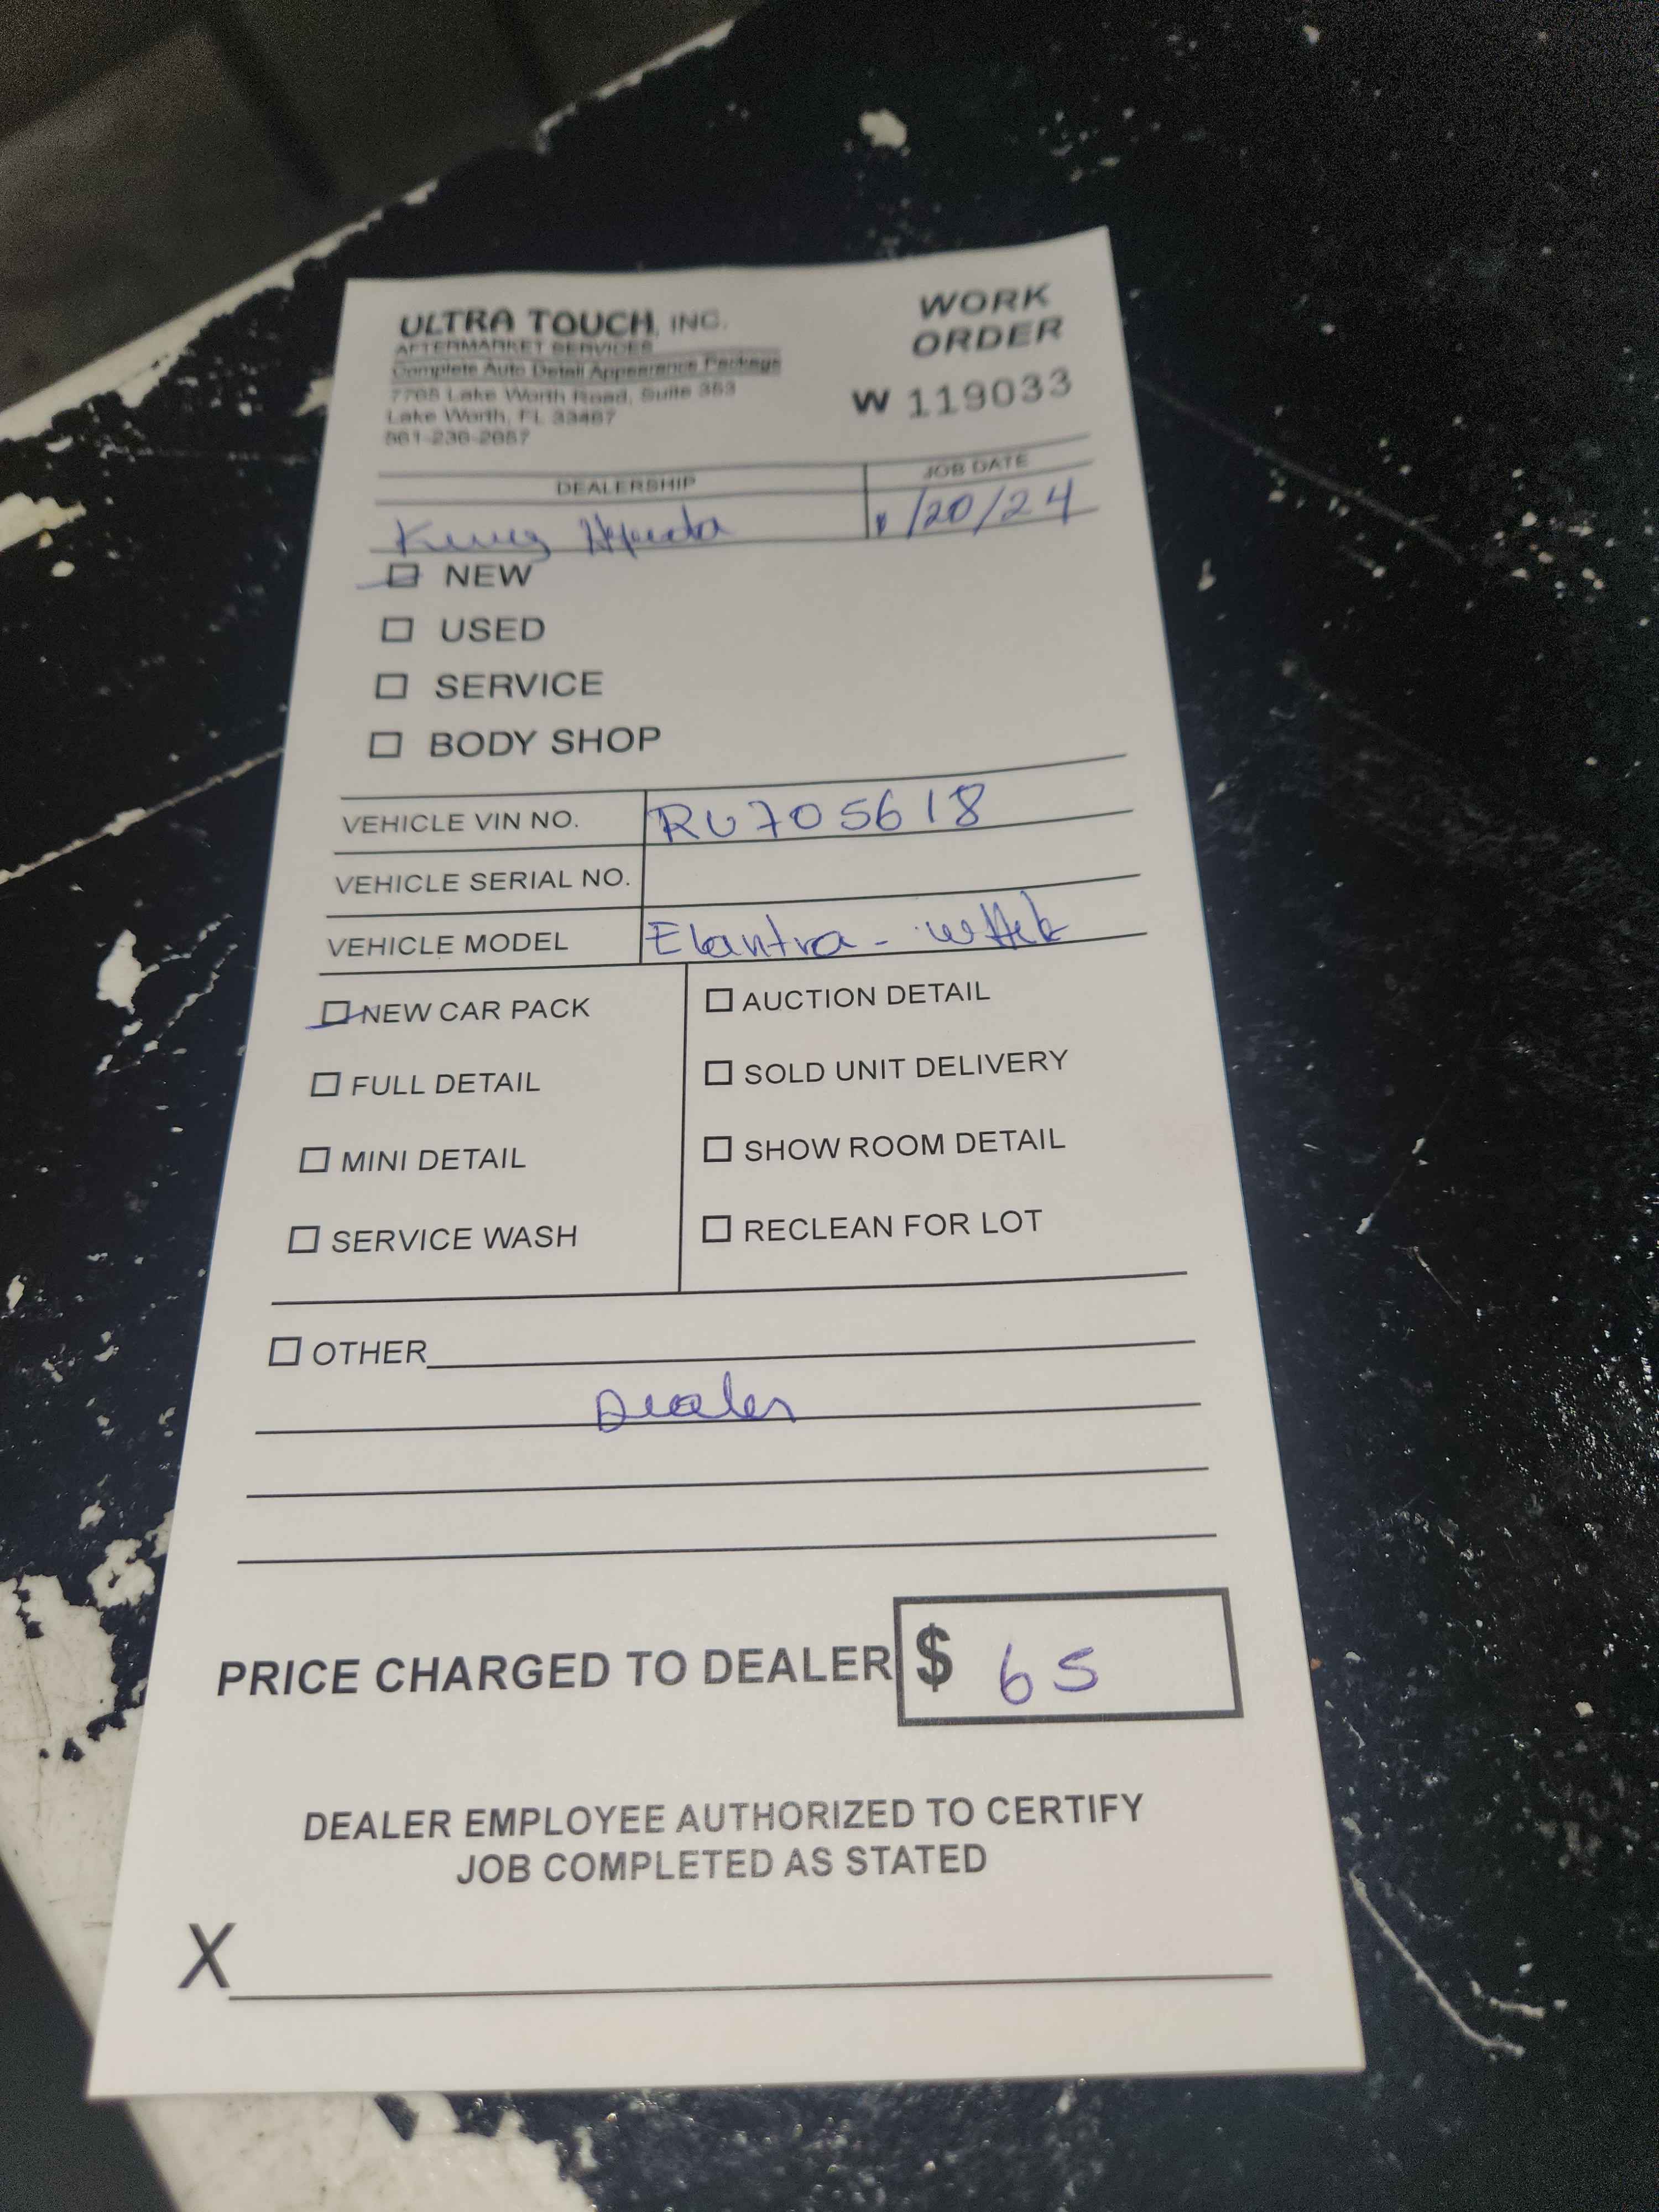 ULTRA TOUCH, INC.
AFTERMARKET SERVICES
Complete Auto Detail Appearance Package
7765 Lake Worth Road, Suite 353
Lake Worth, FL 33467
561-236-2657
WORK
ORDER
W 119033
DEALERSHIP
JOB DATE
/20/24
NEW
USED
SERVICE
BODY SHOP
VEHICLE VIN NO. RU705618
VEHICLE SERIAL NO.
VEHICLE MODEL Elantra -
NEW CAR PACK
FULL DETAIL
MINI DETAIL
SERVICE WASH
AUCTION DETAIL
SOLD UNIT DELIVERY
SHOW ROOM DETAIL
RECLEAN FOR LOT
OTHER
Dealer
PRICE CHARGED TO DEALER $ 65
DEALER EMPLOYEE AUTHORIZED TO CERTIFY
JOB COMPLETED AS STATED
X